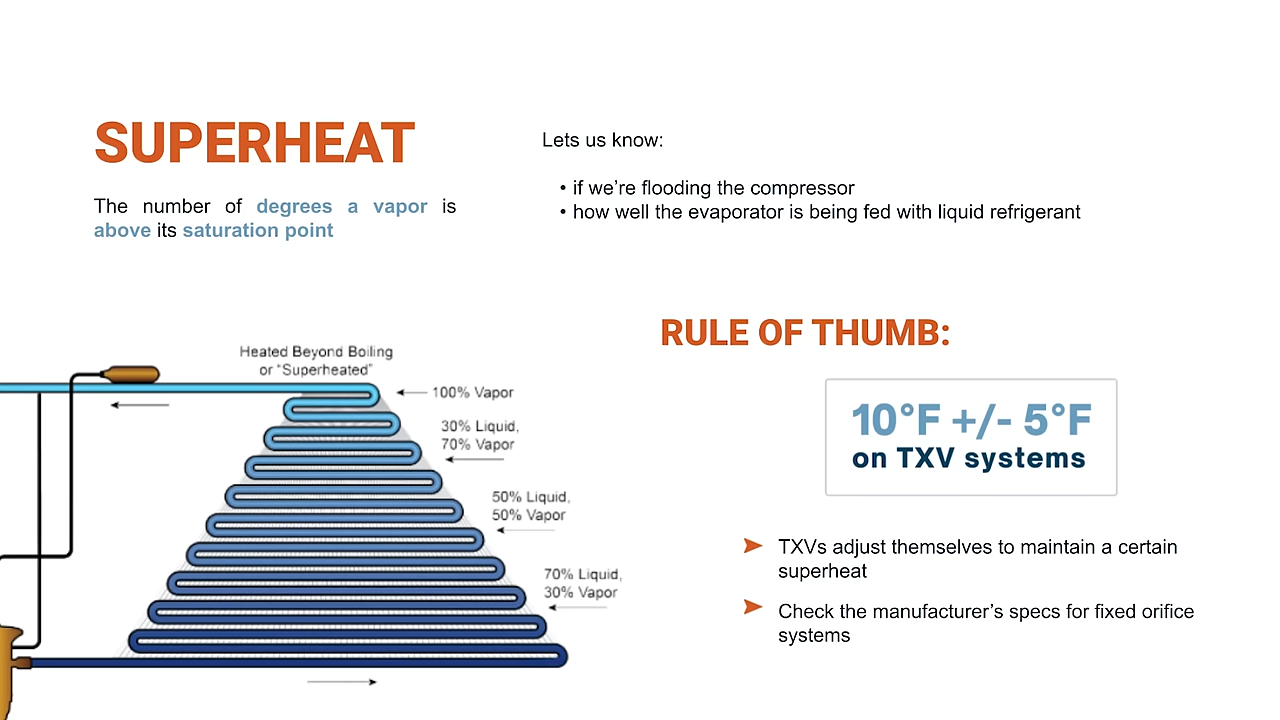 SUPERHEAT
The number of degrees a vapor is
above its saturation point
Lets us know:
• if we’re flooding the compressor
• how well the evaporator is being fed with liquid refrigerant
Heated Beyond Boiling
or “Superheated”
100% Vapor
30% Liquid,
70% Vapor
50% Liquid,
50% Vapor
70% Liquid,
30% Vapor
RULE OF THUMB:
10°F +/- 5°F
on TXV systems
TXVs adjust themselves to maintain a certain
superheat
Check the manufacturer’s specs for fixed orifice
systems